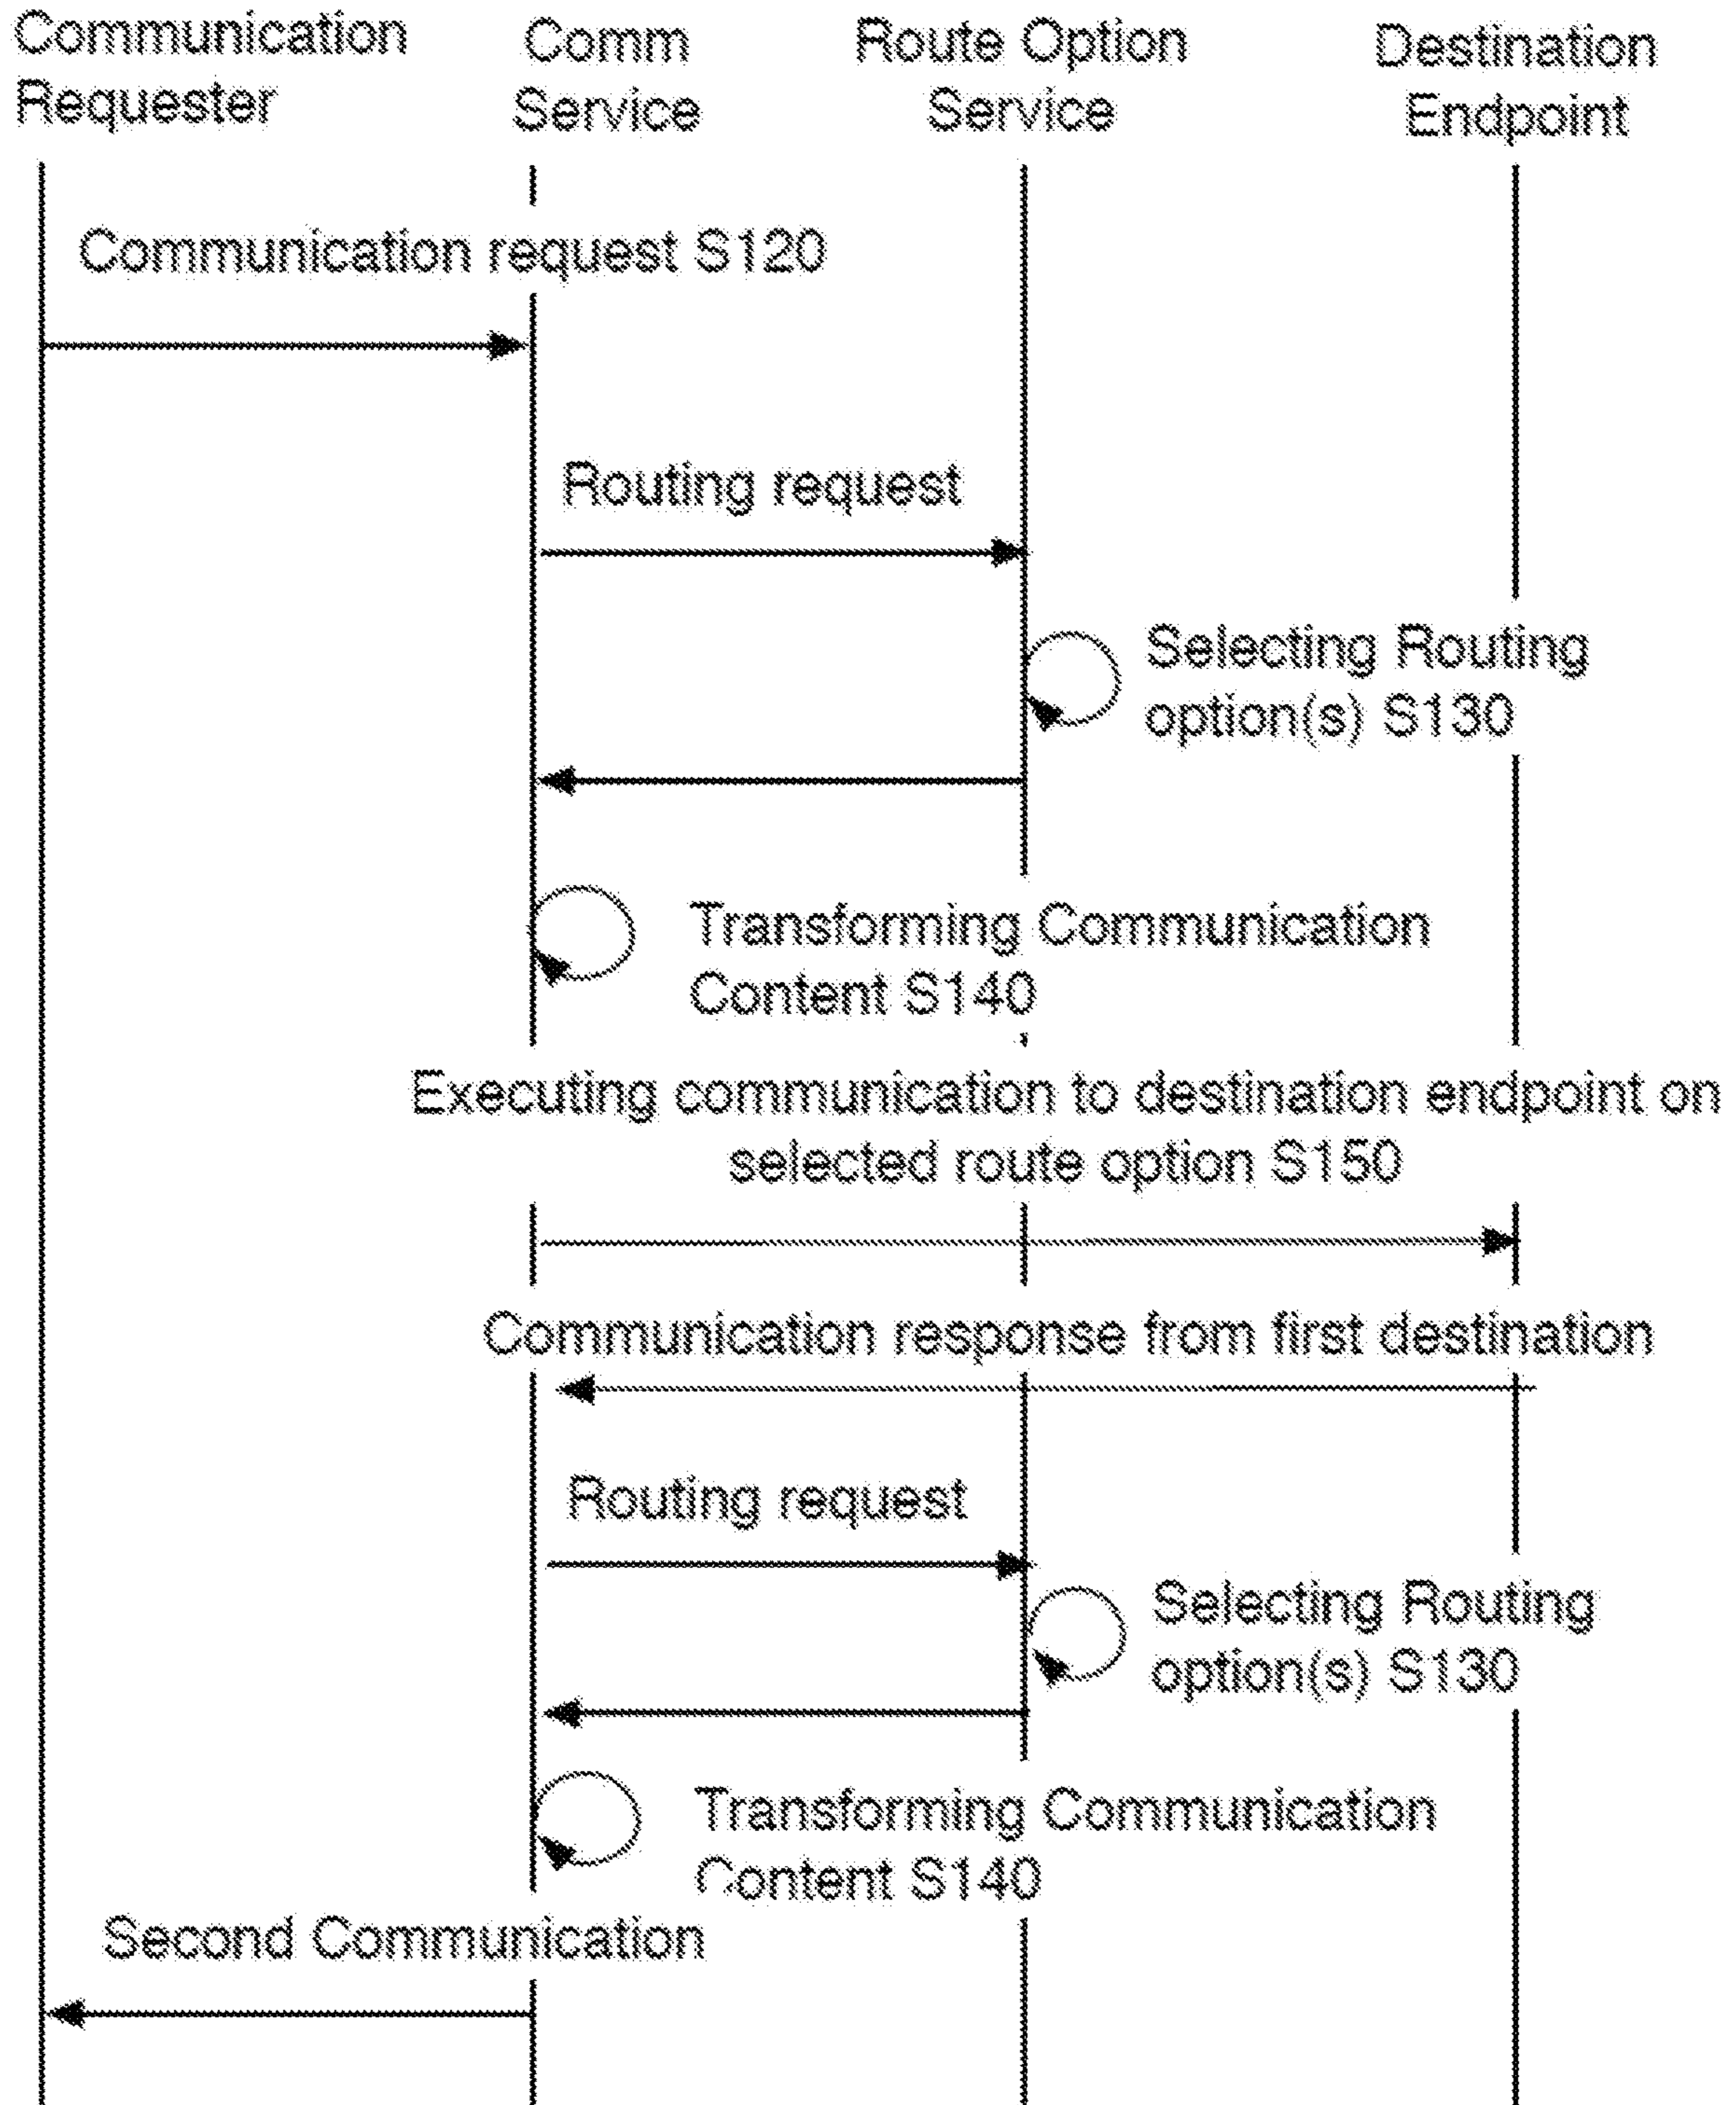 Communication
Requester
Comm
Service
Route Option
Service
Destination
Endpoint
Communication request S120
Routing request
Selecting Routing
option(s) S130
Transforming Communication
Content S140
Executing communication to destination endpoint on
selected route option S150
Communication response from first destination
Routing request
Selecting Routing
option(s) S130
Transforming Communication
Content S140
Second Communication